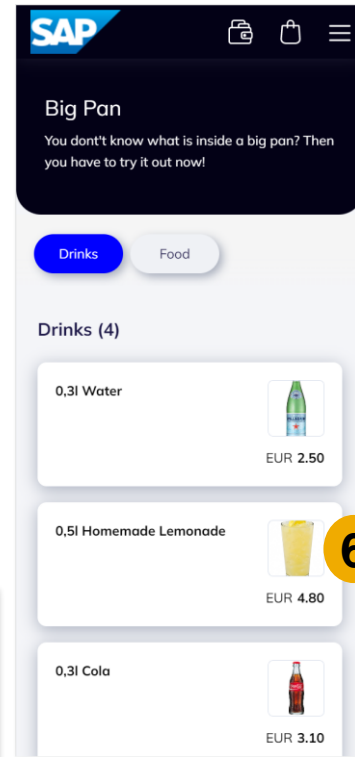 SAP
Big Pan
You dont't know what is inside a big pan? Then
you have to try it out now!
Drinks
Food
Drinks (4)
0,3l Water
EUR 2.50
0,5l Homemade Lemonade
6
EUR 4.80
0,3l Cola
EUR 3.10